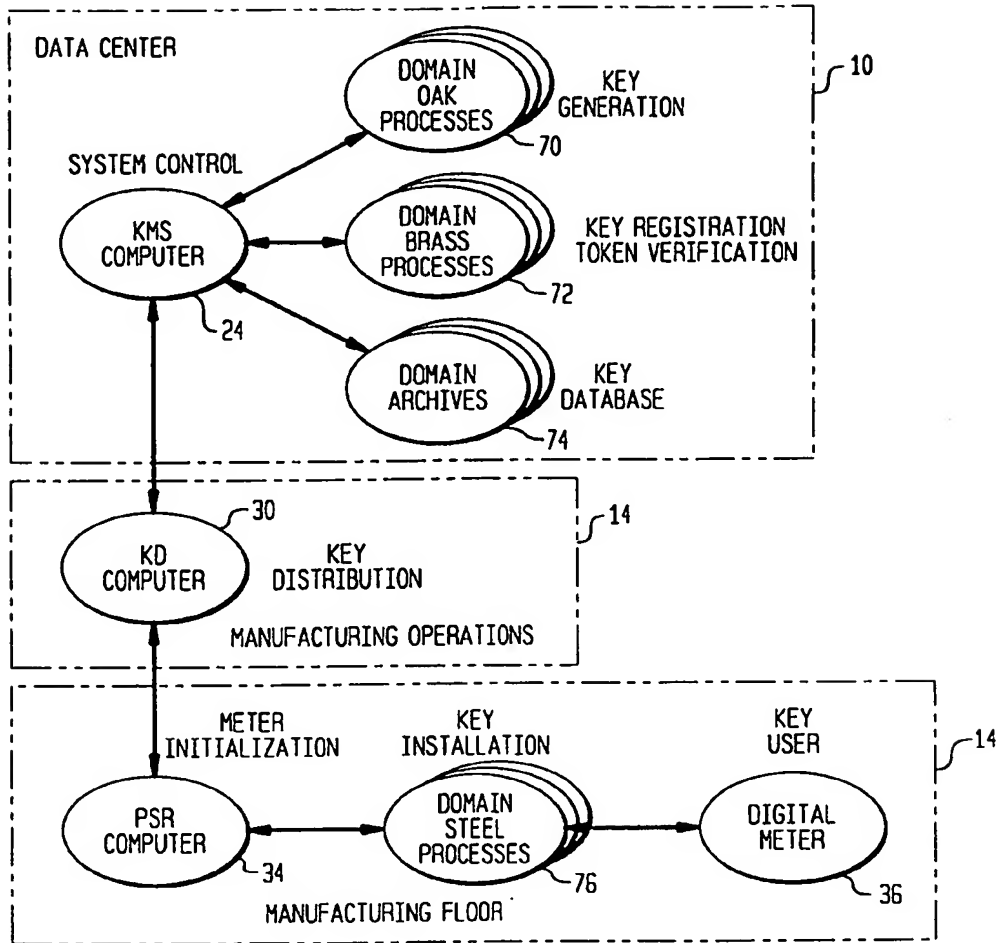 DATA CENTER
DOMAIN
OAK
PROCESSES
KEY
GENERATION
10
70
SYSTEM CONTROL
KMS
COMPUTER
24
DOMAIN
BRASS
PROCESSES
KEY REGISTRATION
TOKEN VERIFICATION
72
DOMAIN
ARCHIVES
KEY
DATABASE
74
30
14
KD
COMPUTER
KEY
DISTRIBUTION
MANUFACTURING OPERATIONS
METER
INITIALIZATION
KEY
INSTALLATION
KEY
USER
14
PSR
COMPUTER
34
DOMAIN
STEEL
PROCESSES
76
DIGITAL
METER
36
MANUFACTURING FLOOR